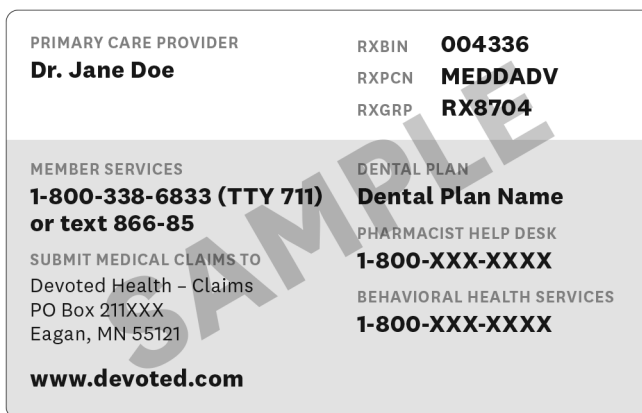 PRIMARY CARE PROVIDER
Dr. Jane Doe
RXBIN 004336
RXPCN MEDDADV
RXGRP RX8704
MEMBER SERVICES
1-800-338-6833 (TTY 711)
or text 866-85
SUBMIT MEDICAL CLAIMS TO
Devoted Health – Claims
PO Box 211XXX
Eagan, MN 55121
www.devoted.com
DENTAL PLAN
Dental Plan Name
PHARMACIST HELP DESK
1-800-XXX-XXXX
BEHAVIORAL HEALTH SERVICES
1-800-XXX-XXXX
SAMPLE